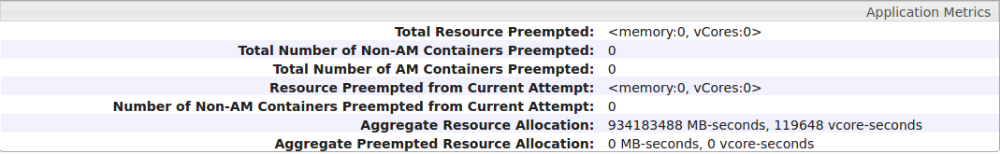 Application Metrics
Total Resource Preempted: <memory:0, vCores:0>
Total Number of Non-AM Containers Preempted: 0
Total Number of AM Containers Preempted: 0
Resource Preempted from Current Attempt: <memory:0, vCores:0>
Number of Non-AM Containers Preempted from Current Attempt: 0
Aggregate Resource Allocation: 934183488 MB-seconds, 119648 vcore-seconds
Aggregate Preempted Resource Allocation: 0 MB-seconds, 0 vcore-seconds